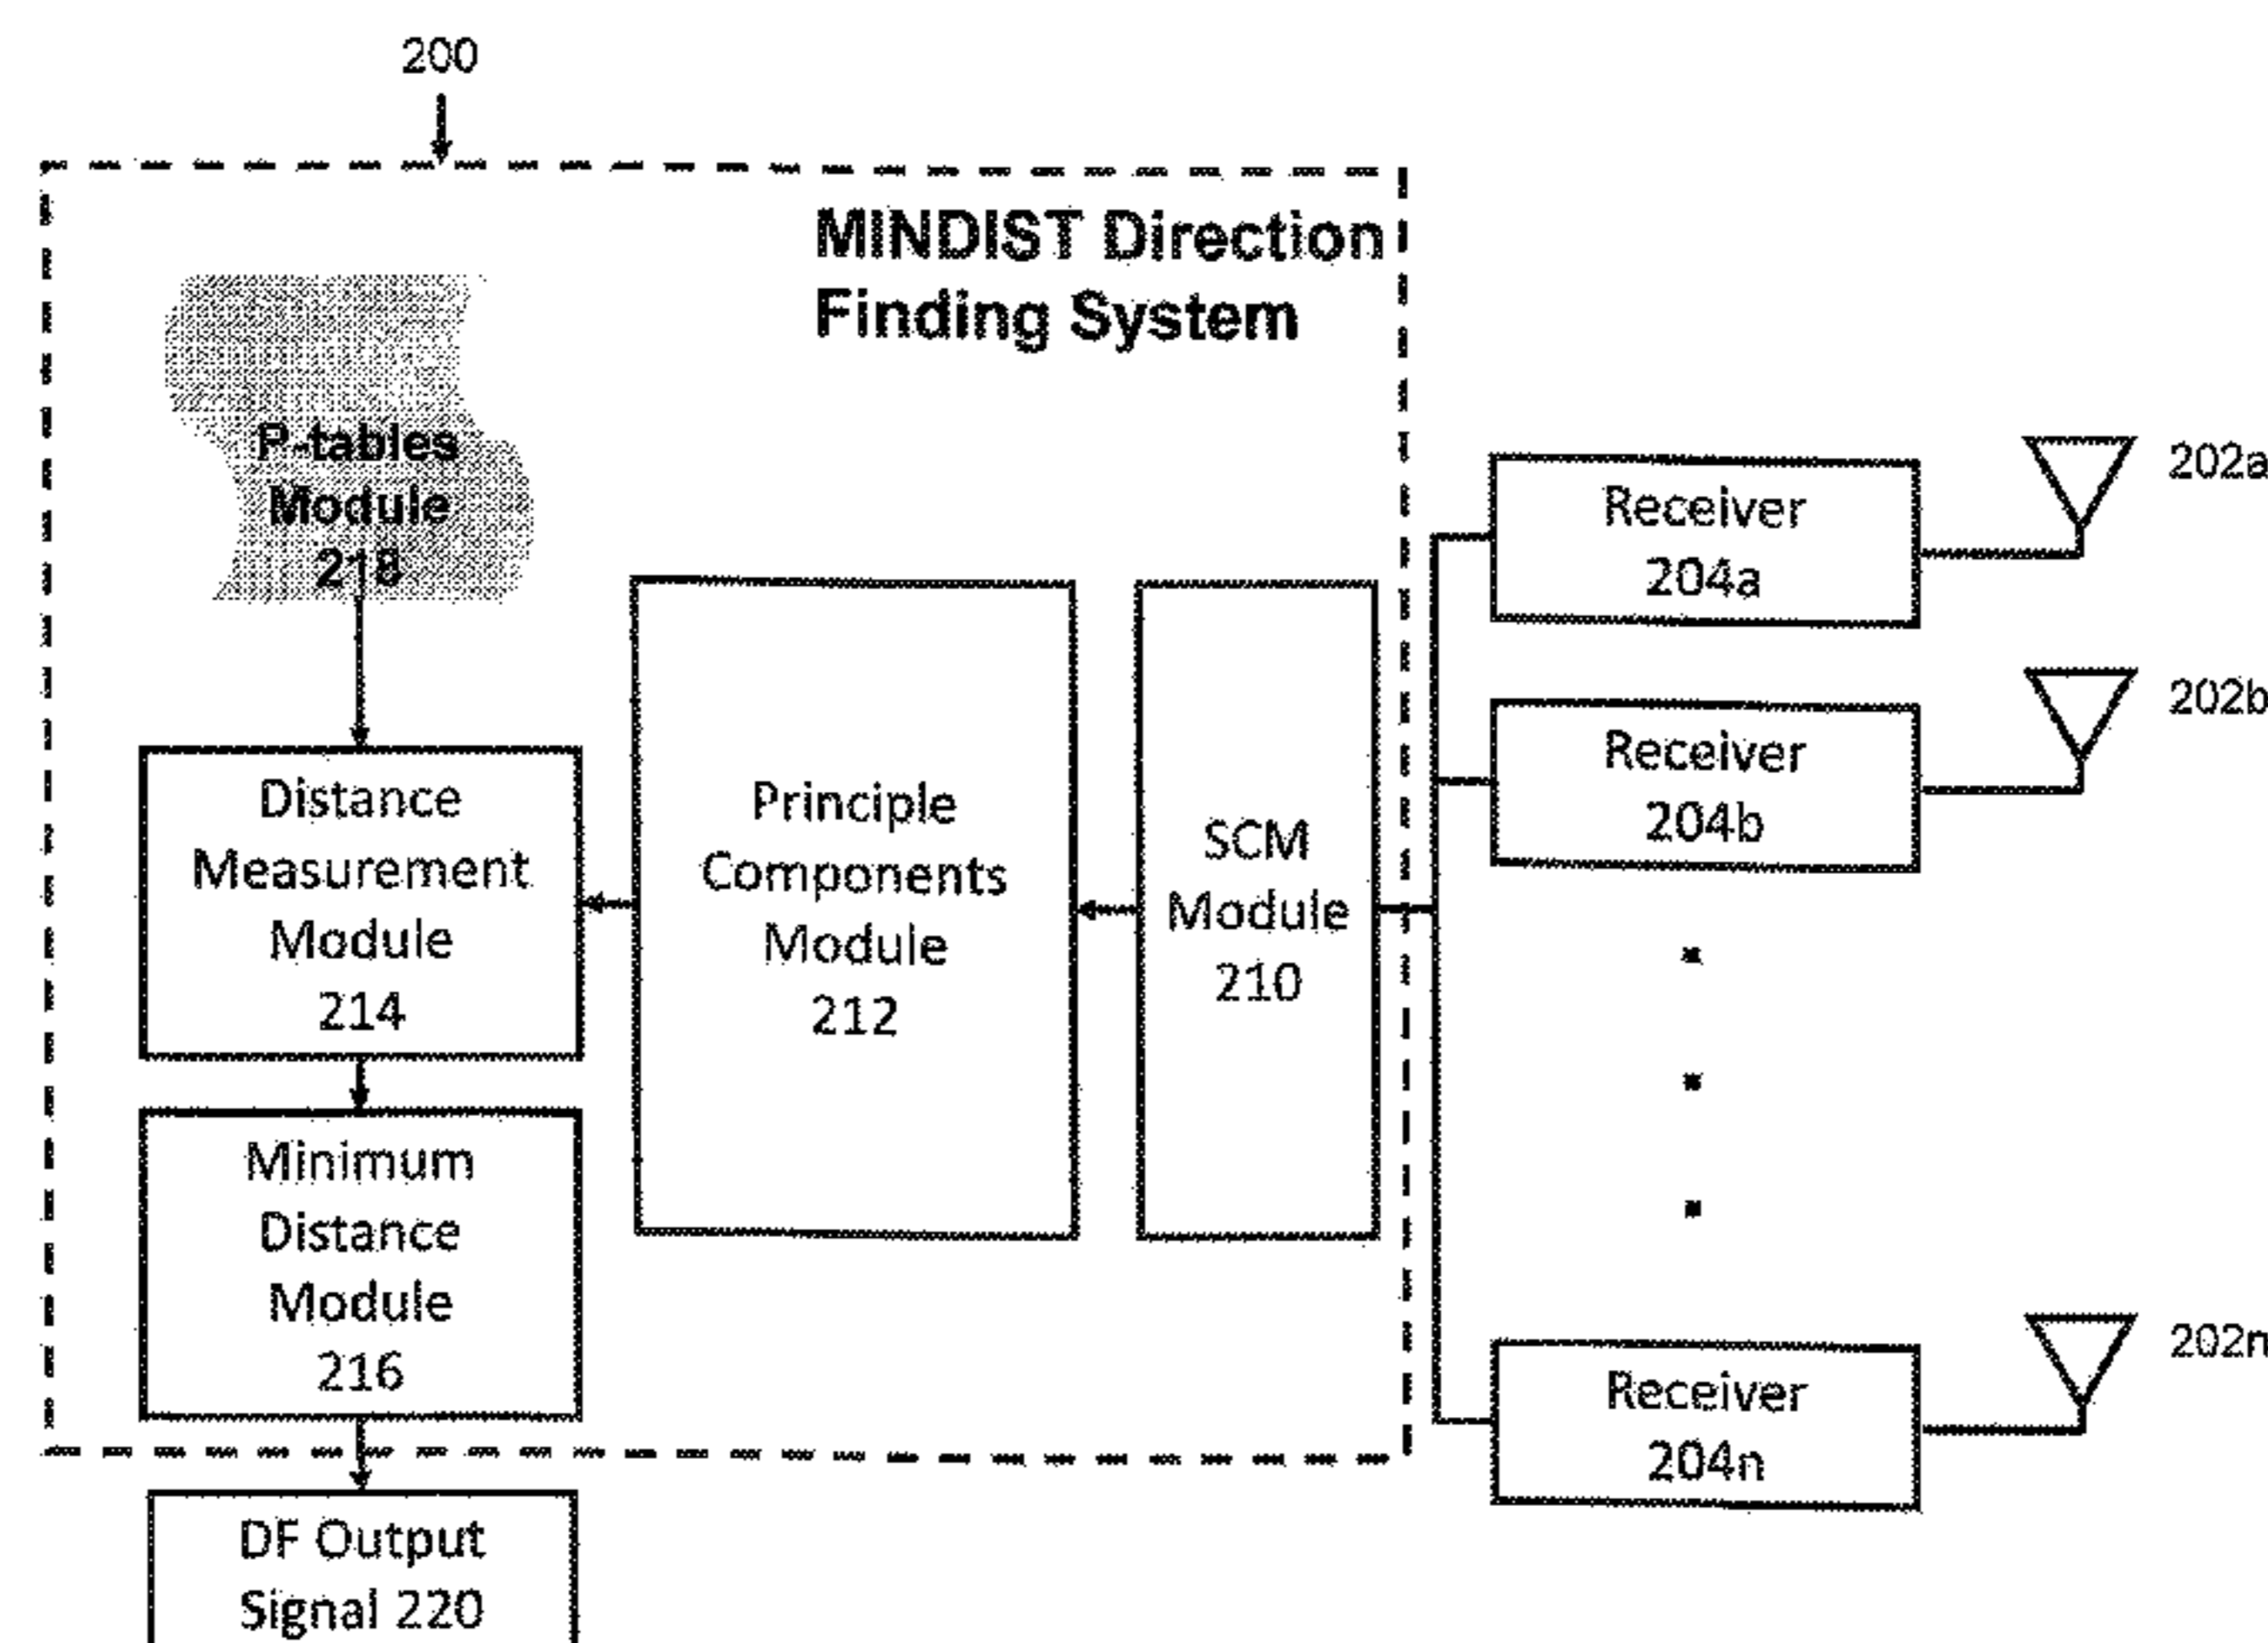 200
MINDIST Direction
Finding System
P-tables
Module
218
Distance
Measurement
Module
214
Minimum
Distance
Module
216
DF Output
Signal 220
Principle
Components
Module
212
SCM
Module
210
Receiver
204a
202a
Receiver
204b
202b
Receiver
204n
202n